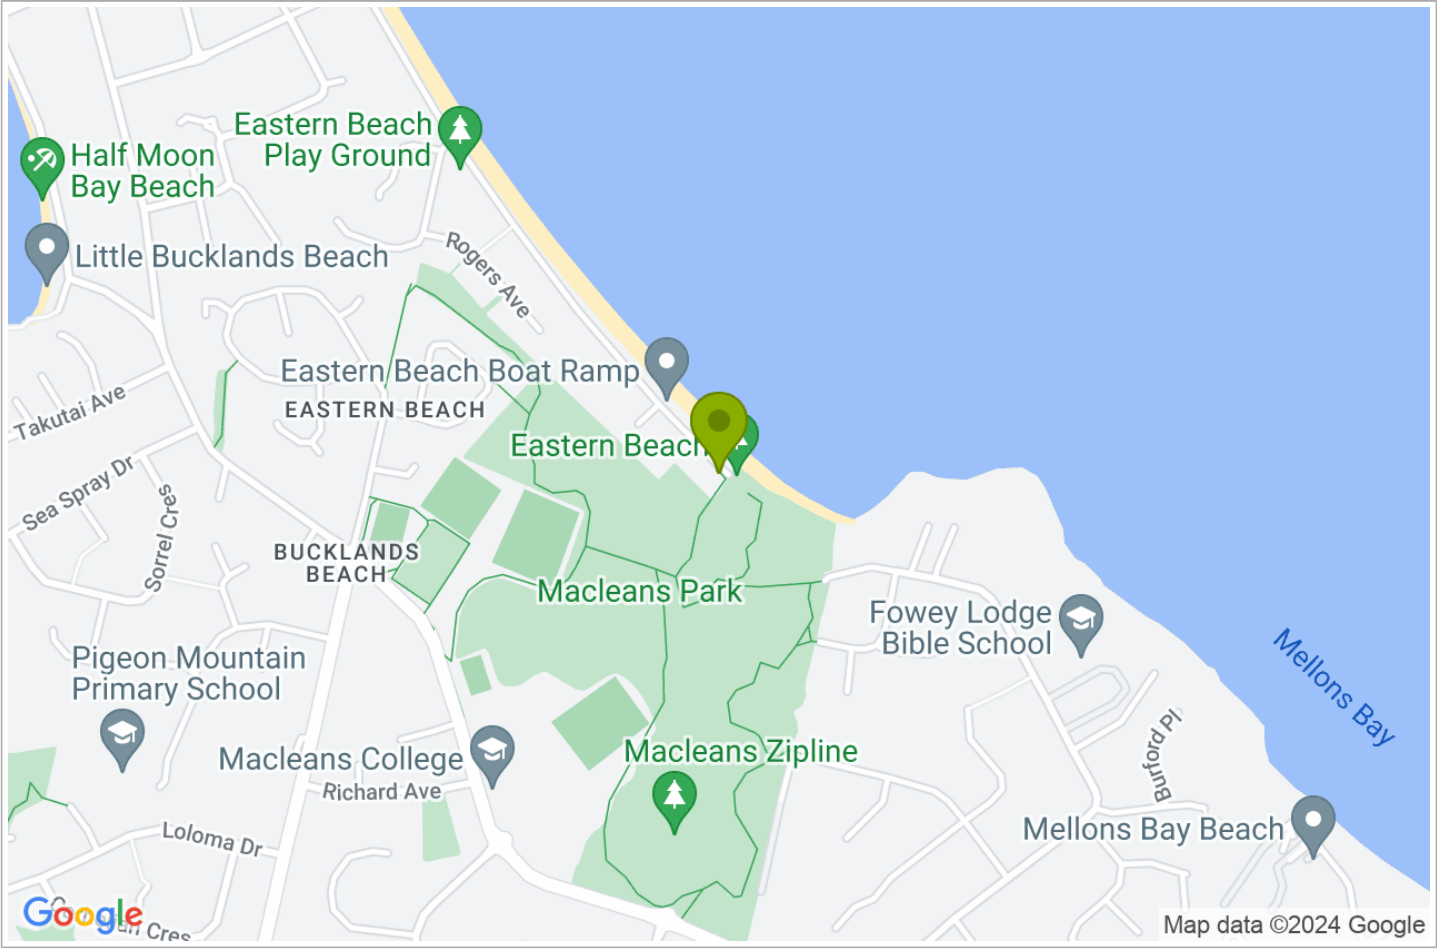 Eastern Beach
Play Ground
Half Moon
Bay Beach
Little Bucklands Beach
Rogers Ave
Eastern Beach Boat Ramp
EASTERN BEACH
Takutai Ave
Eastern Beach
Sea Spray Dr
Sorrel Cres
BUCKLANDS
BEACH
Macleans Park
Fowey Lodge
Bible School
Mellons Bay
Pigeon Mountain
Primary School
Burford Pl
Macleans College
Macleans Zipline
Richard Ave
Mellons Bay Beach
Loloma Dr
Cres
Google
Map data ©2024 Google